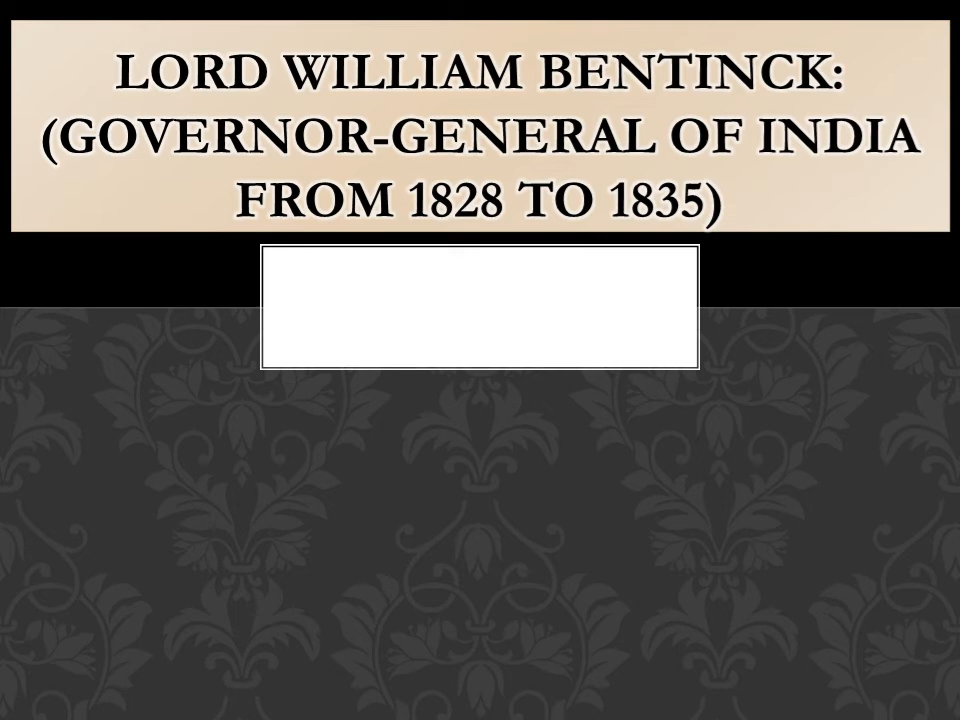 LORD WILLIAM BENTINCK:
(GOVERNOR-GENERAL OF INDIA
FROM 1828 TO 1835)